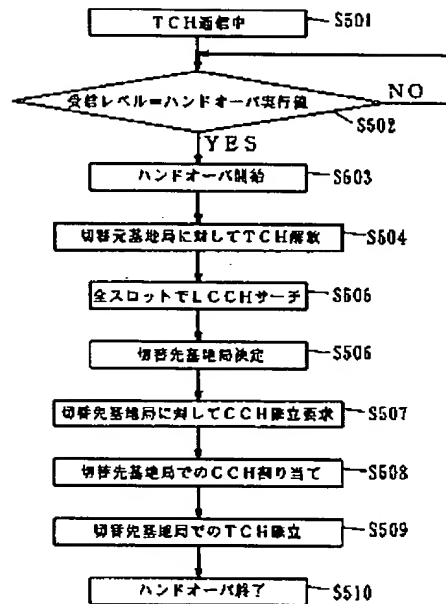 TCH通信中
S501
受信レベル=ハンドオーバ実行値
NO
S502
YES
ハンドオーバ開始
S503
切替元基地局に対してTCH解放
S504
全スロットでLCCHサーチ
S505
切替先基地局決定
S506
切替先基地局に対してCCH確立要求
S507
切替先基地局でのCCH割り当て
S508
切替先基地局でのTCH確立
S509
ハンドオーバ終了
S510